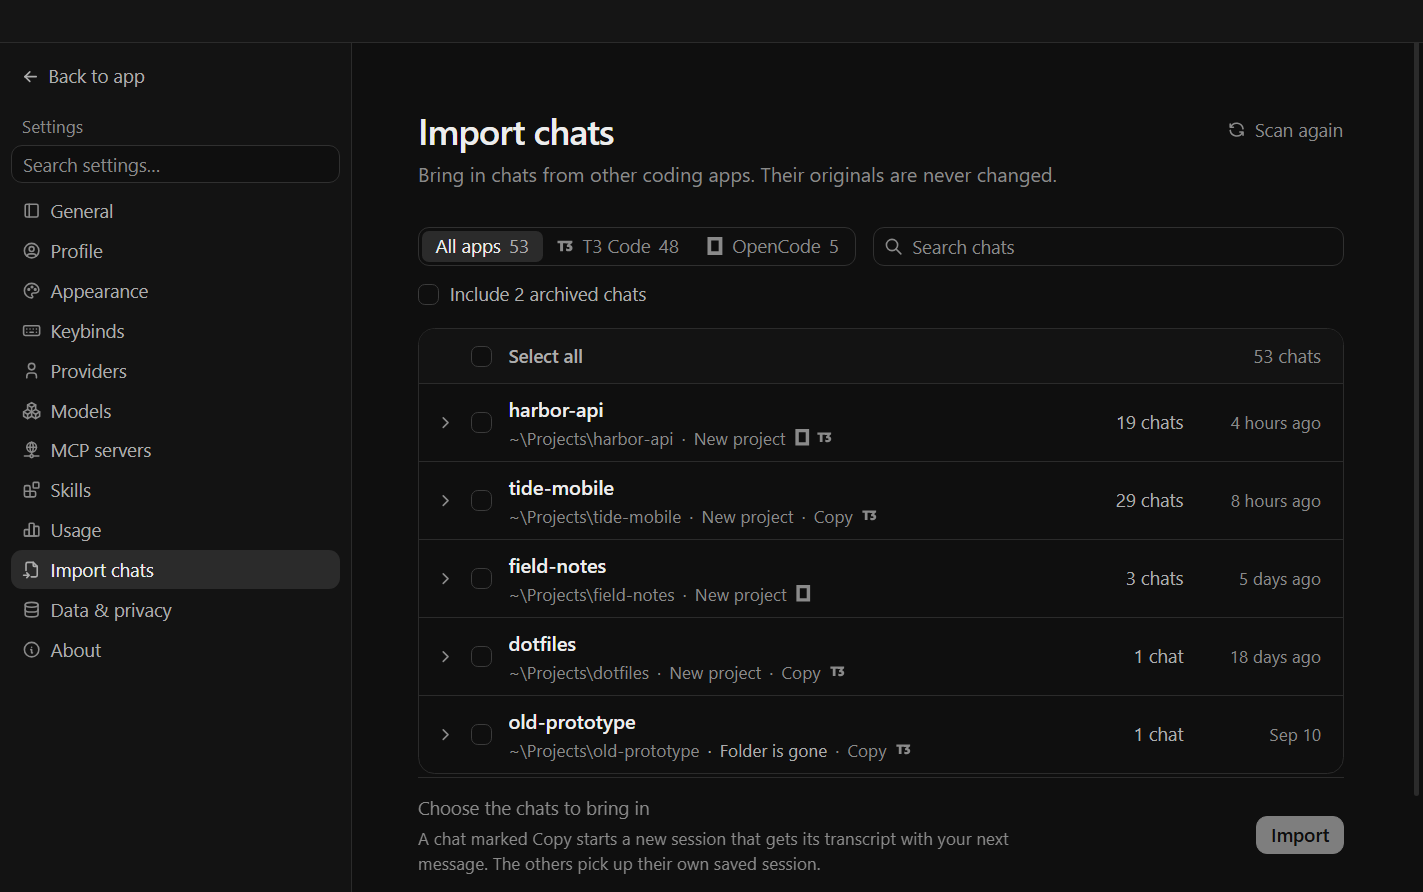 Back to app
Settings
Search settings...
General
Profile
Appearance
Keybinds
Providers
Models
MCP servers
Skills
Usage
Import chats
Data & privacy
About
Import chats
Scan again
Bring in chats from other coding apps. Their originals are never changed.
All apps 53 T3 T3 Code 48 OpenCode 5
Search chats
Include 2 archived chats
Select all 53 chats
harbor-api
~\Projects\harbor-api · New project T3
19 chats 4 hours ago
tide-mobile
~\Projects\tide-mobile · New project · Copy T3
29 chats 8 hours ago
field-notes
~\Projects\field-notes · New project
3 chats 5 days ago
dotfiles
~\Projects\dotfiles · New project · Copy T3
1 chat 18 days ago
old-prototype
~\Projects\old-prototype · Folder is gone · Copy T3
1 chat Sep 10
Choose the chats to bring in
A chat marked Copy starts a new session that gets its transcript with your next
message. The others pick up their own saved session.
Import